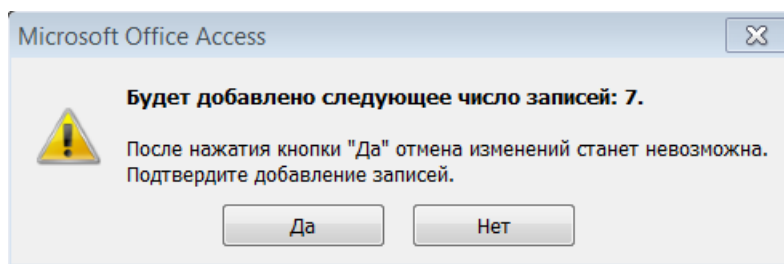 Microsoft Office Access
Будет добавлено следующее число записей: 7.
После нажатия кнопки "Да" отмена изменений станет невозможна.
Подтвердите добавление записей.
Да Нет